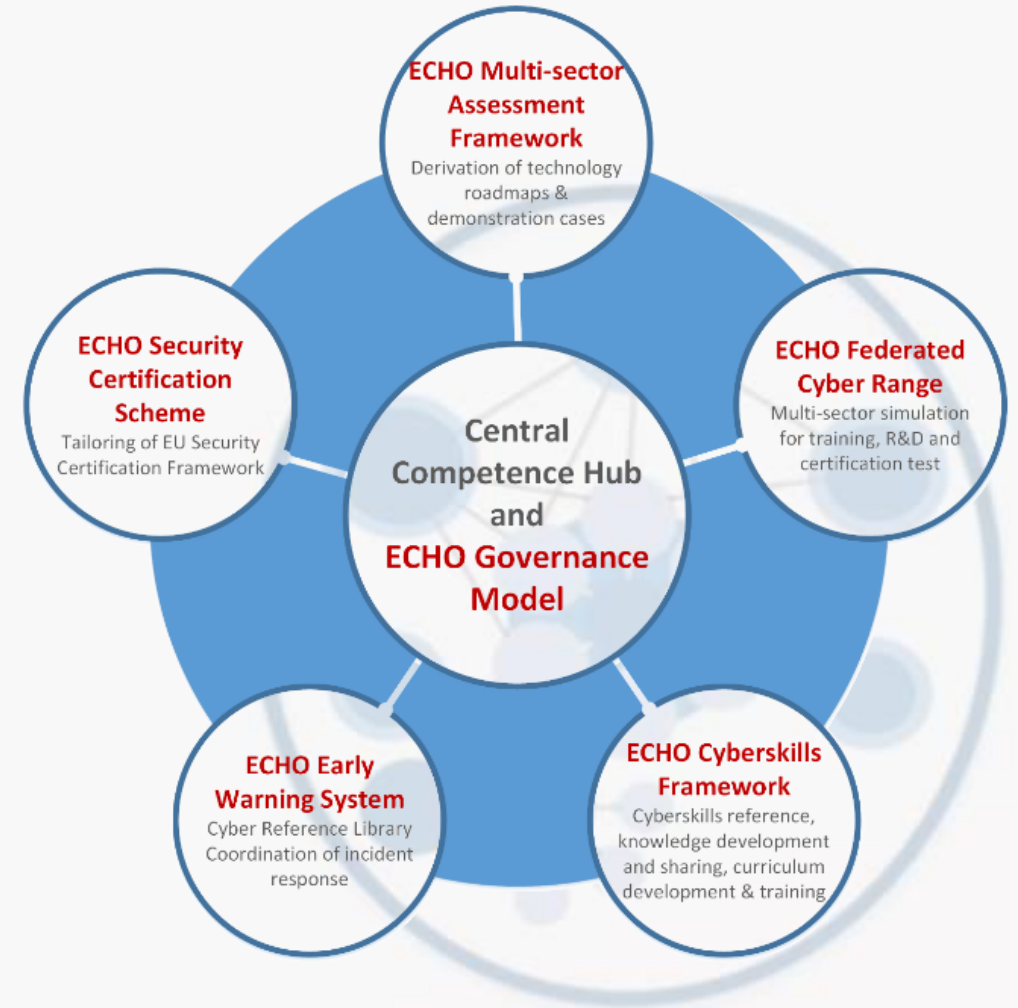 ECHO Multi-sector
Assessment
Framework
Derivation of technology
roadmaps &
demonstration cases
ECHO Security
Certification
Scheme
Tailoring of EU Security
Certification Framework
ECHO Federated
Cyber Range
Multi-sector simulation
for training, R&D and
certification test
Central
Competence Hub
and
ECHO Governance
Model
ECHO Early
Warning System
Cyber Reference Library
Coordination of incident
response
ECHO Cyberskills
Framework
Cyberskills reference,
knowledge development
and sharing, curriculum
development & training